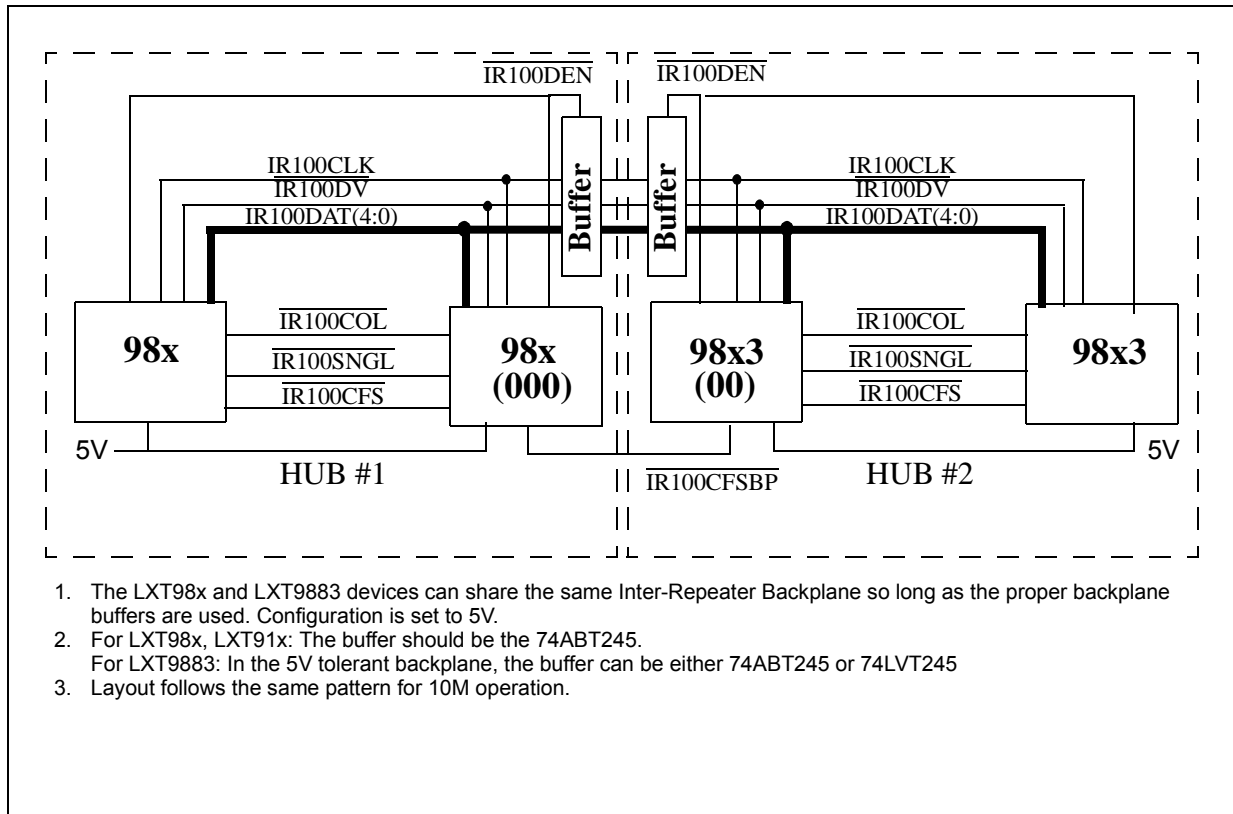 IR100DEN IR100DEN
Buffer Buffer
IR100CLK IR100CLK
IR100DV IR100DV
IR100DAT(4:0) IR100DAT(4:0)
98x
IR100COL
IR100SNGL
IR100CFS
98x
(000)
98x3
(00)
IR100COL
IR100SNGL
IR100CFS
98x3
5V 5V
HUB #1 IR100CFSBP HUB #2
1. The LXT98x and LXT9883 devices can share the same Inter-Repeater Backplane so long as the proper backplane
buffers are used. Configuration is set to 5V.
2. For LXT98x, LXT91x: The buffer should be the 74ABT245.
For LXT9883: In the 5V tolerant backplane, the buffer can be either 74ABT245 or 74LVT245
3. Layout follows the same pattern for 10M operation.